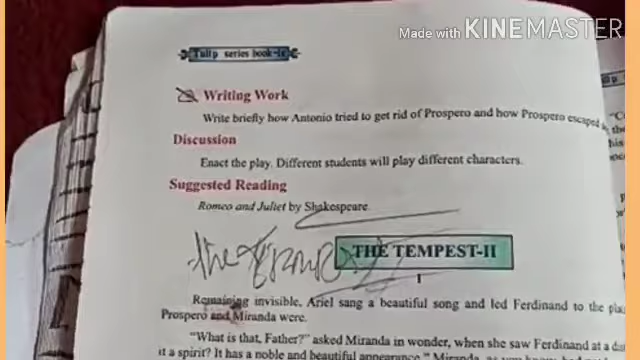 Made with KINEMASTER
Tulip series book-
Writing Work
Write briefly how Antonio tried to get rid of Prospero and how Prospero escaped
Discussion
Enact the play. Different students will play different characters.
Suggested Reading
Romeo and Juliet by Shakespeare.
the
THE TEMPEST-II
I
Remaining invisible, Ariel sang a beautiful song and led Ferdinand to the
Prospero and Miranda were.
"What is that, Father?" asked Miranda in wonder, when she saw Ferdinand at a
it a spirit? It has a noble and beautiful appearance." Miranda,